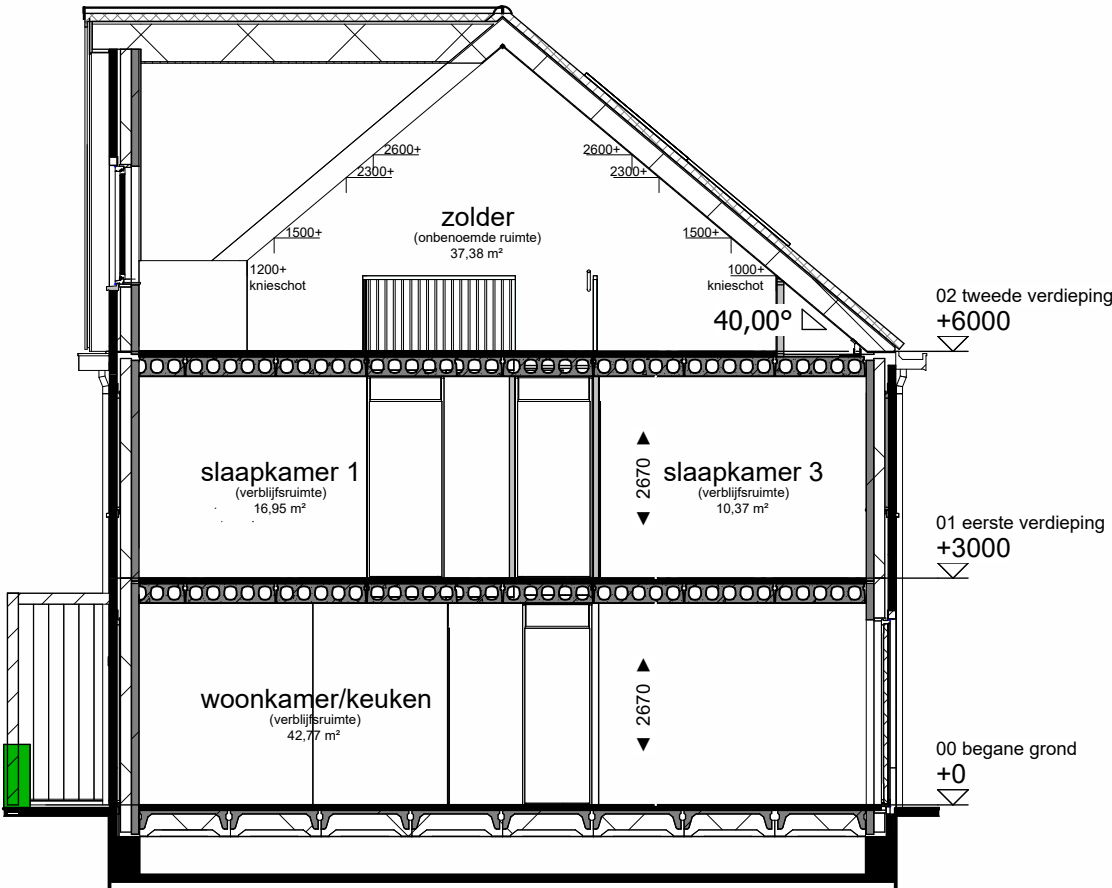 2600+
2600+
2300+
2300+
zolder
(onbenoemde ruimte)
37,38 m²
1500+
1500+
1200+
knieschot
1000+
knieschot
40,00°
02 tweede verdieping
+6000
slaapkamer 1
(verblijfsruimte)
16,95 m²
2670
slaapkamer 3
(verblijfsruimte)
10,37 m²
01 eerste verdieping
+3000
woonkamer/keuken
(verblijfsruimte)
42,77 m²
2670
00 begane grond
+0